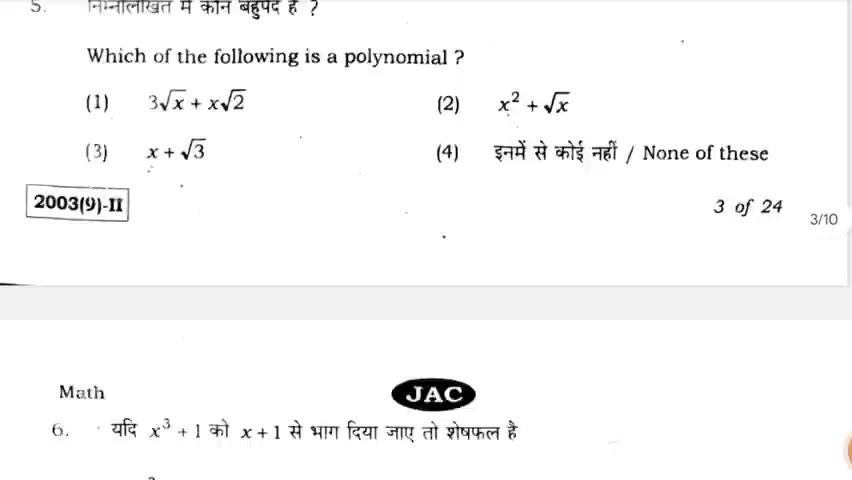 5. निम्नलिखित में कौन बहुपद है ?
Which of the following is a polynomial ?
(1) 3√x + x√2 (2) x² + √x
(3) x + √3 (4) इनमें से कोई नहीं / None of these
2003(9)-II 3 of 24
3/10
Math JAC
6. यदि x³ + 1 को x + 1 से भाग दिया जाए तो शेषफल है